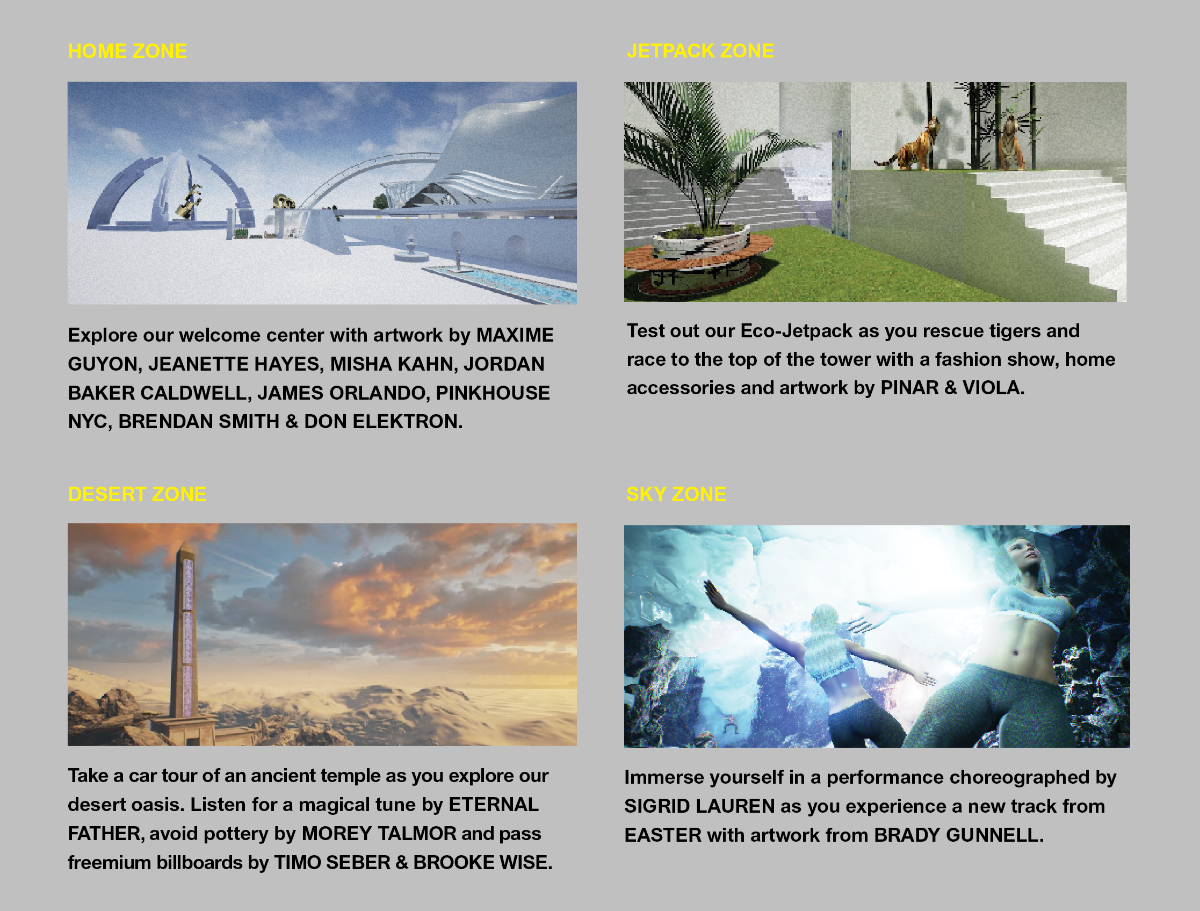 HOME ZONE
Explore our welcome center with artwork by MAXIME
GUYON, JEANETTE HAYES, MISHA KAHN, JORDAN
BAKER CALDWELL, JAMES ORLANDO, PINKHOUSE
NYC, BRENDAN SMITH & DON ELEKTRON.
JETPACK ZONE
Test out our Eco-Jetpack as you rescue tigers and
race to the top of the tower with a fashion show, home
accessories and artwork by PINAR & VIOLA.
DESERT ZONE
Take a car tour of an ancient temple as you explore our
desert oasis. Listen for a magical tune by ETERNAL
FATHER, avoid pottery by MOREY TALMOR and pass
freemium billboards by TIMO SEBER & BROOKE WISE.
SKY ZONE
Immerse yourself in a performance choreographed by
SIGRID LAUREN as you experience a new track from
EASTER with artwork from BRADY GUNNELL.